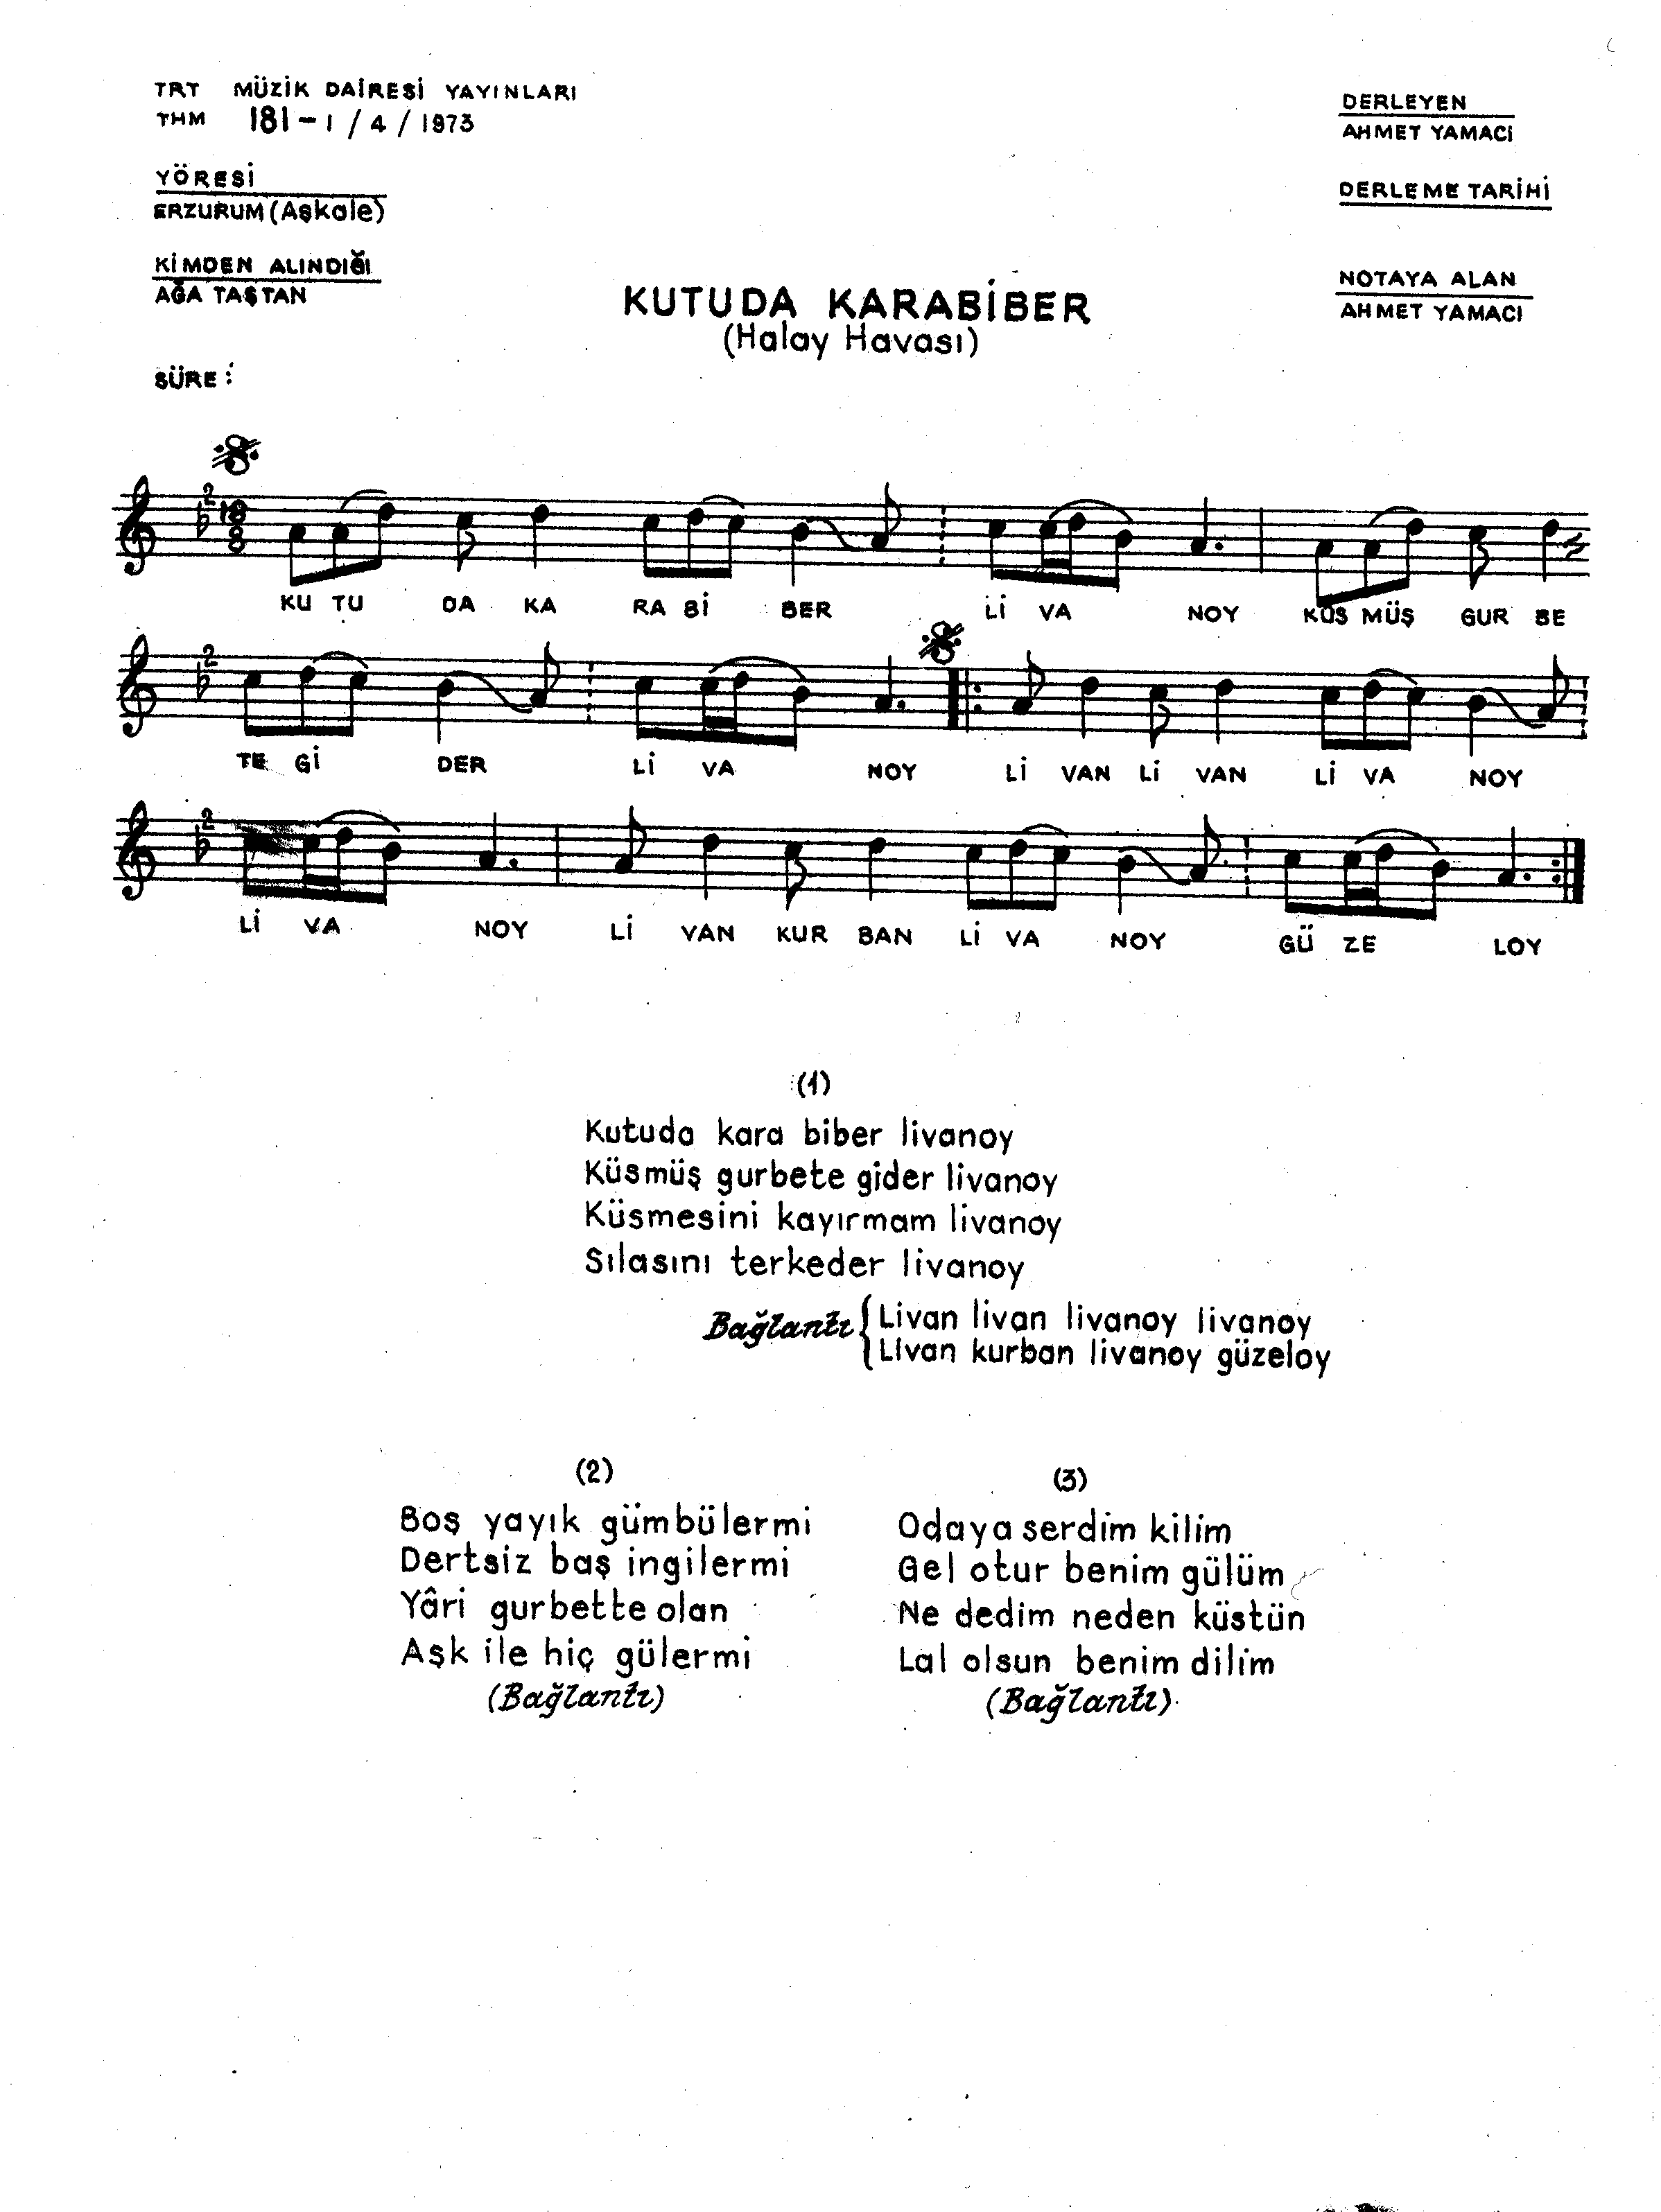 TRT MÜZİK DAİRESİ YAYINLARI
THM 181 - 1 / 4 / 1973
YÖRESİ
ERZURUM (Aşkale)
KİMDEN ALINDIĞI
AĞA TAŞTAN
SÜRE :
DERLEYEN
AHMET YAMACI
DERLEME TARİHİ
NOTAYA ALAN
AHMET YAMACI
KUTUDA KARABİBER
(Halay Havası)
2
18
8
KU TU DA KA RA Bİ BER Lİ VA NOY KÜS MÜŞ GUR BE
2
TE Gİ DER Lİ VA NOY Lİ VAN Lİ VAN Lİ VA NOY
2
Lİ VA NOY Lİ VAN KUR BAN Lİ VA NOY GÜ ZE LOY
(1)
Kutuda kara biber livanoy
Küsmüş gurbete gider livanoy
Küsmesini kayırmam livanoy
Sılasını terkeder livanoy
Bağlantı
Livan livan livanoy livanoy
Livan kurban livanoy güzeloy
(2)
Boş yayık gümbülermi
Dertsiz baş ingilermi
Yâri gurbette olan
Aşk ile hiç gülermi
(Bağlantı)
(3)
Odaya serdim kilim
Gel otur benim gülüm
Ne dedim neden küstün
Lal olsun benim dilim
(Bağlantı)